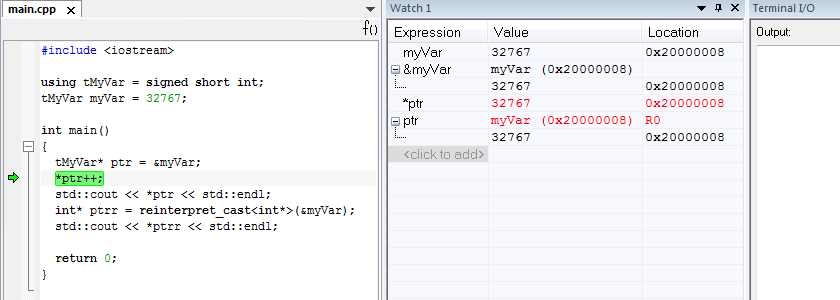 main.cpp x
f()
#include <iostream>
using tMyVar = signed short int;
tMyVar myVar = 32767;
int main()
{
tMyVar* ptr = &myVar;
*ptr++;
std::cout << *ptr << std::endl;
int* ptrr = reinterpret_cast<int*>(&myVar);
std::cout << *ptrr << std::endl;
return 0;
}
Watch 1
Expression Value Location
myVar 32767 0x20000008
&myVar myVar (0x20000008)
32767 0x20000008
*ptr 32767 0x20000008
ptr myVar (0x20000008) R0
32767 0x20000008
<click to add>
Terminal I/O
Output: